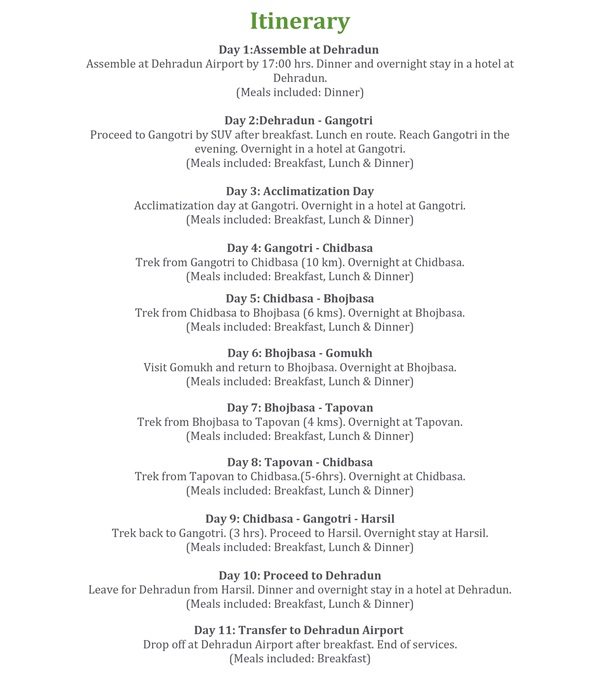 Itinerary
Day 1:Assemble at Dehradun
Assemble at Dehradun Airport by 17:00 hrs. Dinner and overnight stay in a hotel at
Dehradun.
(Meals included: Dinner)
Day 2:Dehradun - Gangotri
Proceed to Gangotri by SUV after breakfast. Lunch en route. Reach Gangotri in the
evening. Overnight in a hotel at Gangotri.
(Meals included: Breakfast, Lunch & Dinner)
Day 3: Acclimatization Day
Acclimatization day at Gangotri. Overnight in a hotel at Gangotri.
(Meals included: Breakfast, Lunch & Dinner)
Day 4: Gangotri - Chidbasa
Trek from Gangotri to Chidbasa (10 km). Overnight at Chidbasa.
(Meals included: Breakfast, Lunch & Dinner)
Day 5: Chidbasa - Bhojbasa
Trek from Chidbasa to Bhojbasa (6 kms). Overnight at Bhojbasa.
(Meals included: Breakfast, Lunch & Dinner)
Day 6: Bhojbasa - Gomukh
Visit Gomukh and return to Bhojbasa. Overnight at Bhojbasa.
(Meals included: Breakfast, Lunch & Dinner)
Day 7: Bhojbasa - Tapovan
Trek from Bhojbasa to Tapovan (4 kms). Overnight at Tapovan.
(Meals included: Breakfast, Lunch & Dinner)
Day 8: Tapovan - Chidbasa
Trek from Tapovan to Chidbasa.(5-6hrs). Overnight at Chidbasa.
(Meals included: Breakfast, Lunch & Dinner)
Day 9: Chidbasa - Gangotri - Harsil
Trek back to Gangotri. (3 hrs). Proceed to Harsil. Overnight stay at Harsil.
(Meals included: Breakfast, Lunch & Dinner)
Day 10: Proceed to Dehradun
Leave for Dehradun from Harsil. Dinner and overnight stay in a hotel at Dehradun.
(Meals included: Breakfast, Lunch & Dinner)
Day 11: Transfer to Dehradun Airport
Drop off at Dehradun Airport after breakfast. End of services.
(Meals included: Breakfast)